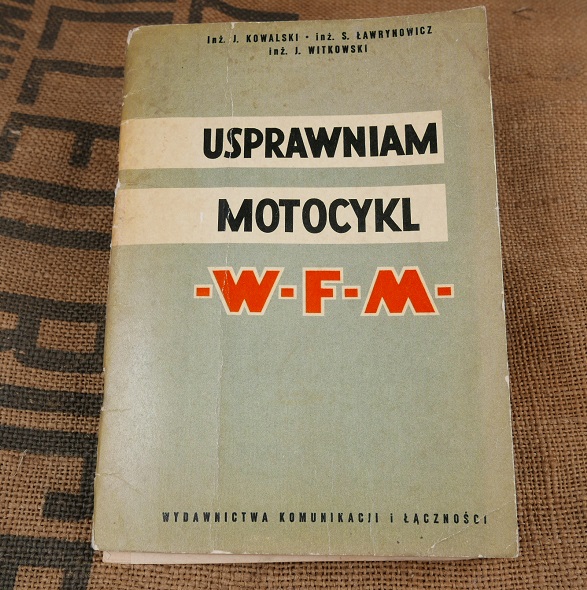 inż. J. KOWALSKI • inż. S. ŁAWRYNOWICZ
inż. J. WITKOWSKI
USPRAWNIAM
MOTOCYKL
-W-F-M-
WYDAWNICTWA KOMUNIKACJI i ŁĄCZNOŚCI